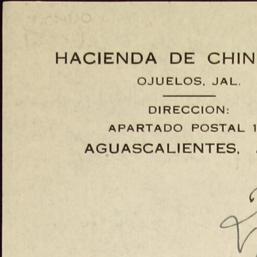 HACIENDA DE CHIN
OJUELOS, JAL.
DIRECCION:
APARTADO POSTAL 1
AGUASCALIENTES,